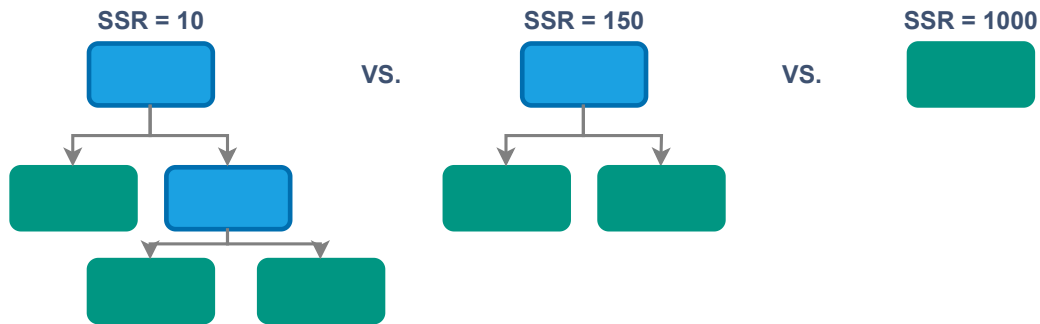 SSR = 10
SSR = 150
SSR = 1000
VS.
VS.